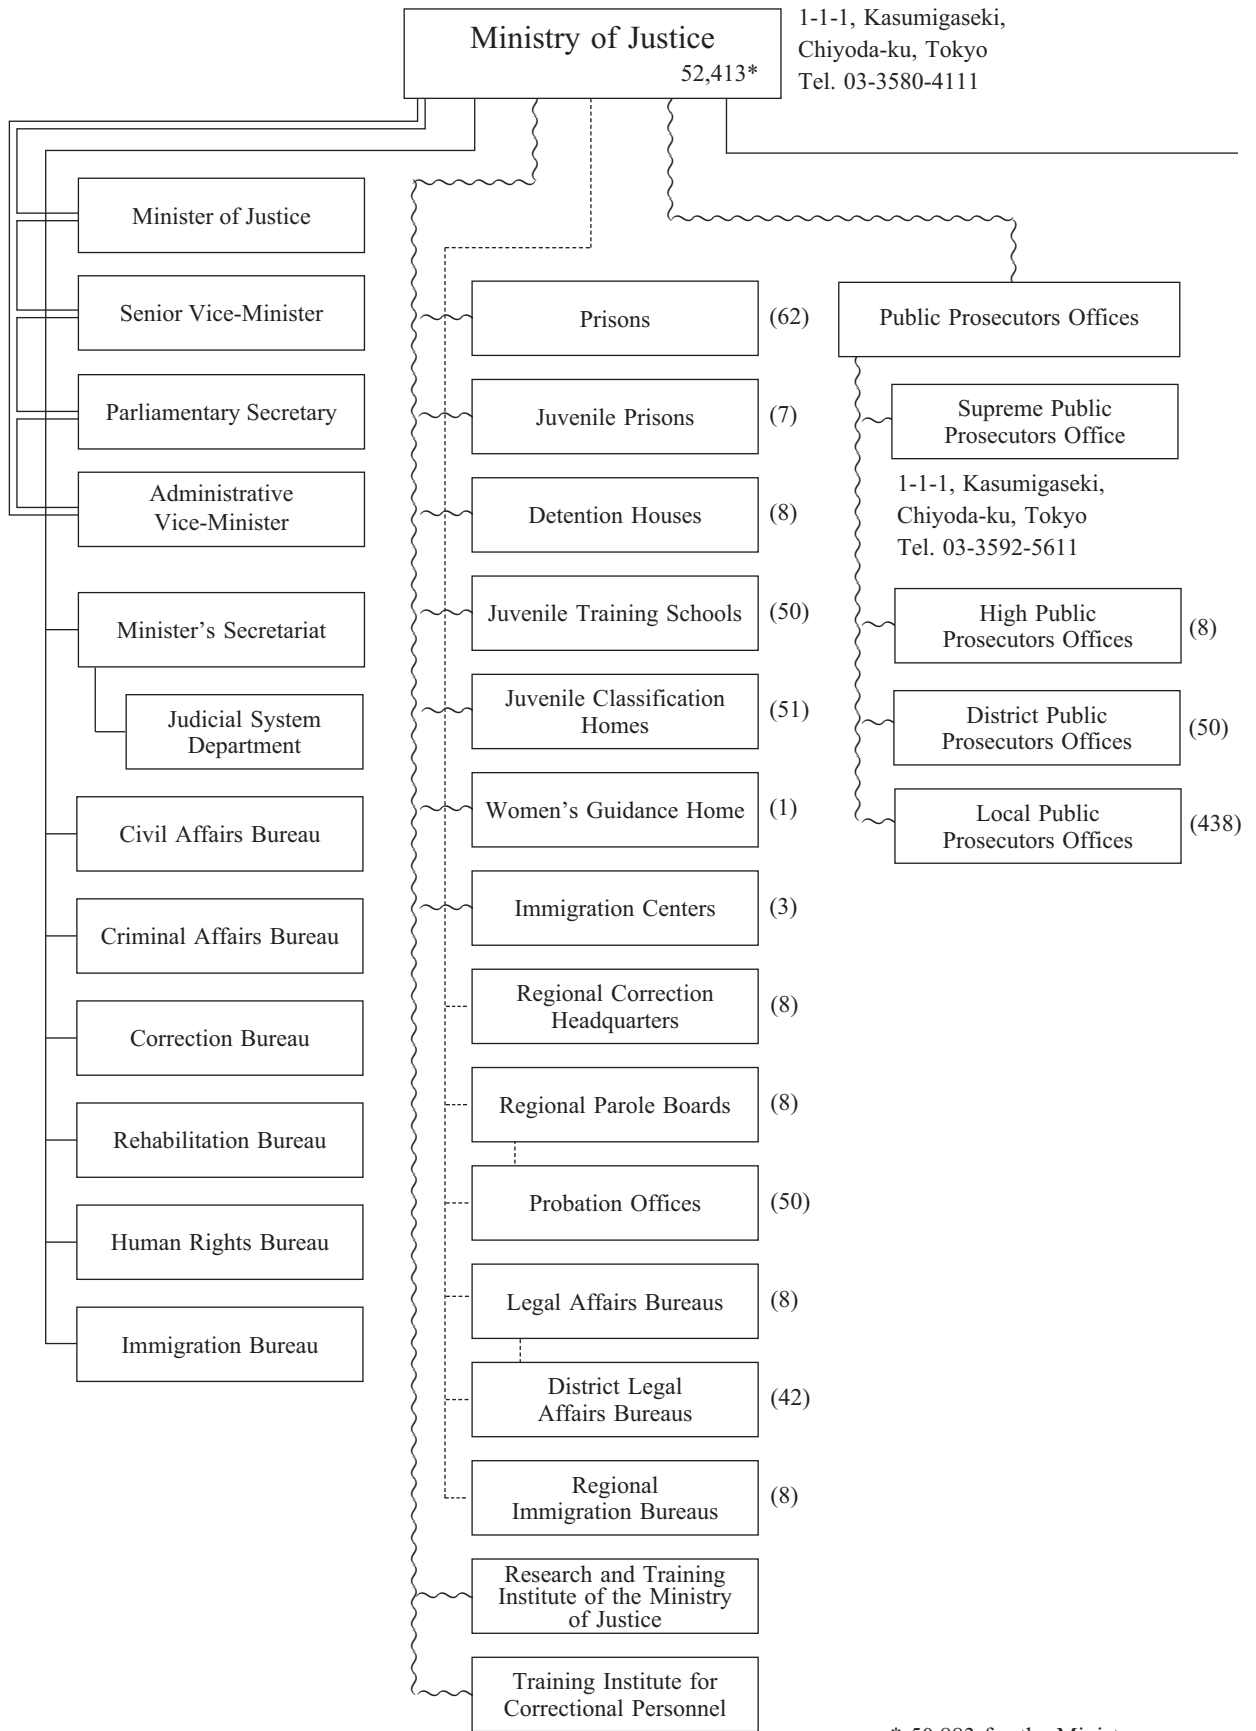 Ministry of Justice
52,413*
1-1-1, Kasumigaseki,
Chiyoda-ku, Tokyo
Tel. 03-3580-4111
Minister of Justice
Senior Vice-Minister
Parliamentary Secretary
Administrative
Vice-Minister
Minister's Secretariat
Judicial System
Department
Civil Affairs Bureau
Criminal Affairs Bureau
Correction Bureau
Rehabilitation Bureau
Human Rights Bureau
Immigration Bureau
Prisons (62)
Juvenile Prisons (7)
Detention Houses (8)
Juvenile Training Schools (50)
Juvenile Classification
Homes (51)
Women's Guidance Home (1)
Immigration Centers (3)
Regional Correction
Headquarters (8)
Regional Parole Boards (8)
Probation Offices (50)
Legal Affairs Bureaus (8)
District Legal
Affairs Bureaus (42)
Regional
Immigration Bureaus (8)
Research and Training
Institute of the Ministry
of Justice
Training Institute for
Correctional Personnel
Public Prosecutors Offices
Supreme Public
Prosecutors Office
1-1-1, Kasumigaseki,
Chiyoda-ku, Tokyo
Tel. 03-3592-5611
High Public
Prosecutors Offices (8)
District Public
Prosecutors Offices (50)
Local Public
Prosecutors Offices (438)